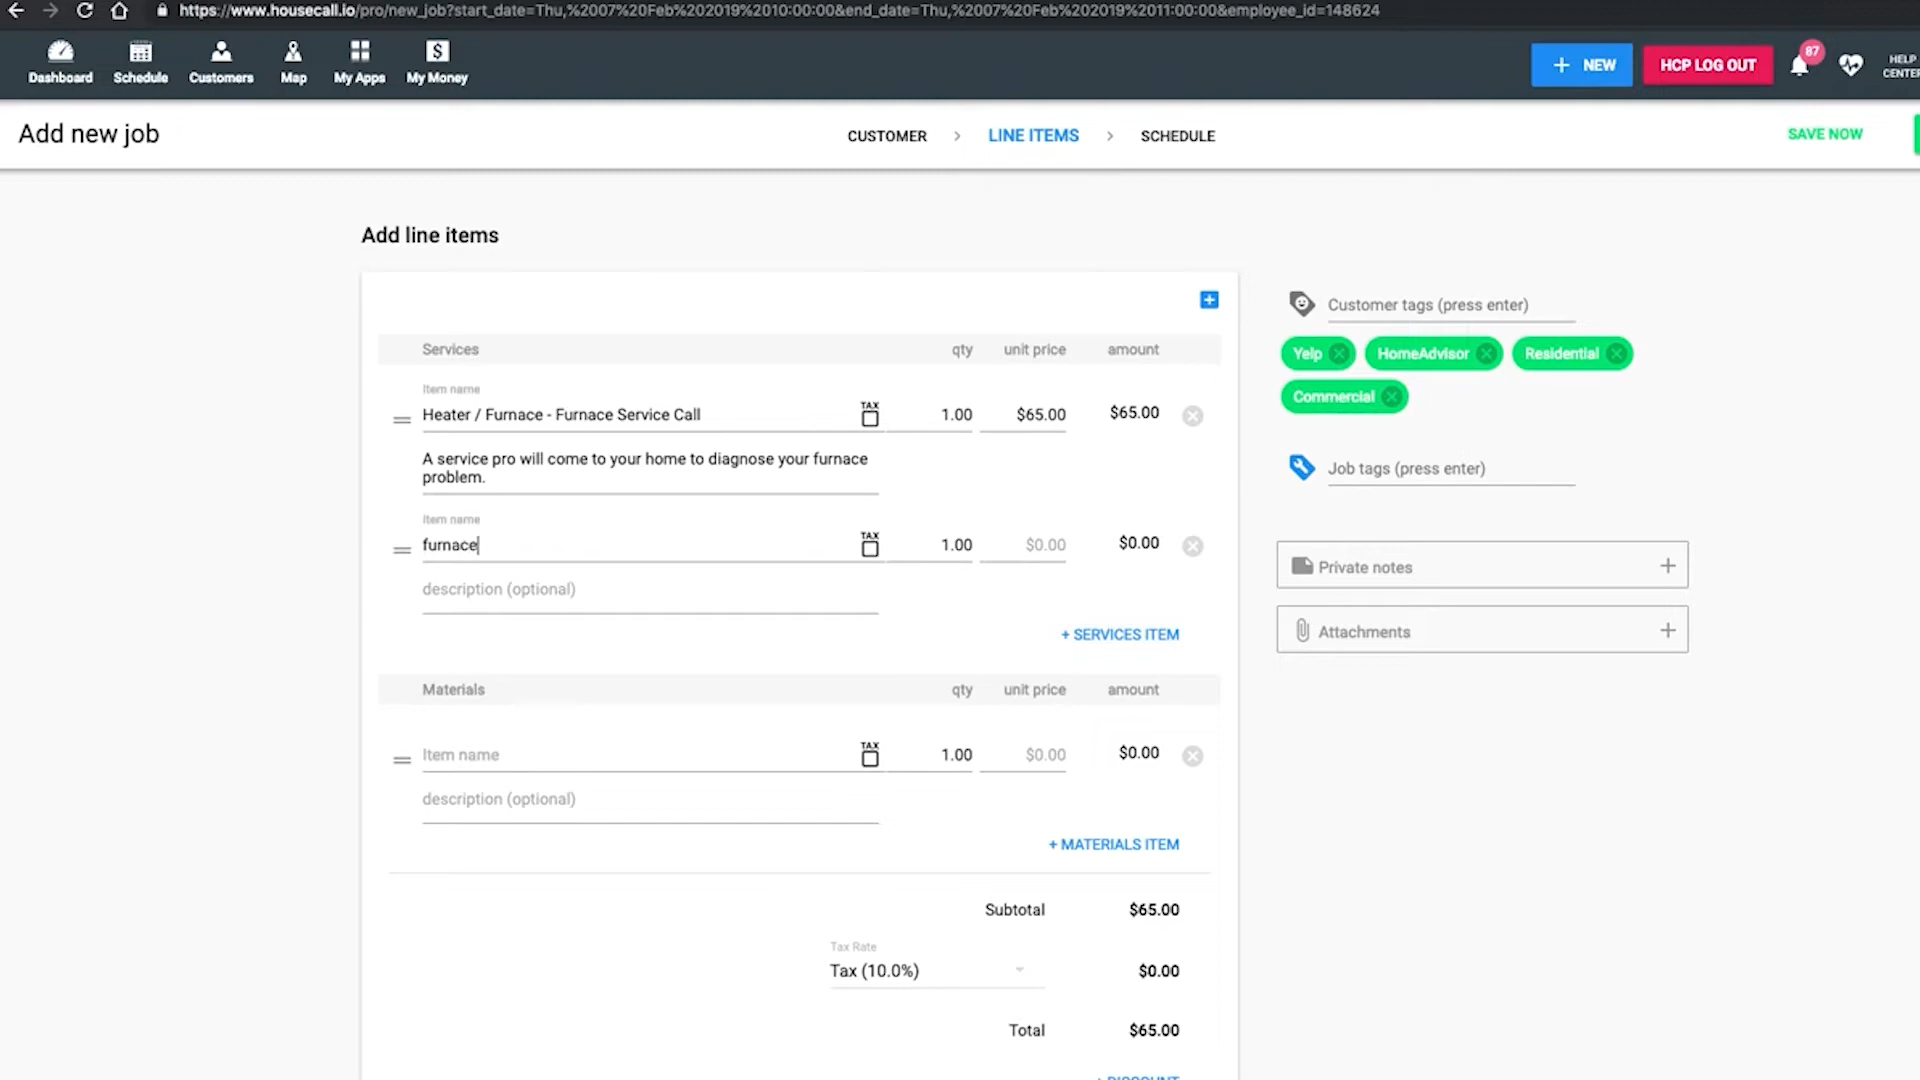 https://www.housecall.io/pro/new_job?start_date=Thu,%2007%20Feb%202019%2010:00:00&end_date=Thu,%2007%20Feb%202019%2011:00:00&employee_id=148624
Dashboard
Schedule
Customers
Map
My Apps
My Money
+ NEW
HCP LOG OUT
87
HELP
CENTER
Add new job
CUSTOMER > LINE ITEMS > SCHEDULE
SAVE NOW
Add line items
Services qty unit price amount
Item name
Heater / Furnace - Furnace Service Call TAX 1.00 $65.00 $65.00
A service pro will come to your home to diagnose your furnace
problem.
Item name
furnace TAX 1.00 $0.00 $0.00
description (optional)
+ SERVICES ITEM
Materials qty unit price amount
Item name TAX 1.00 $0.00 $0.00
description (optional)
+ MATERIALS ITEM
Subtotal $65.00
Tax Rate
Tax (10.0%) $0.00
Total $65.00
+ DISCOUNT
Customer tags (press enter)
Yelp
HomeAdvisor
Residential
Commercial
Job tags (press enter)
Private notes +
Attachments +